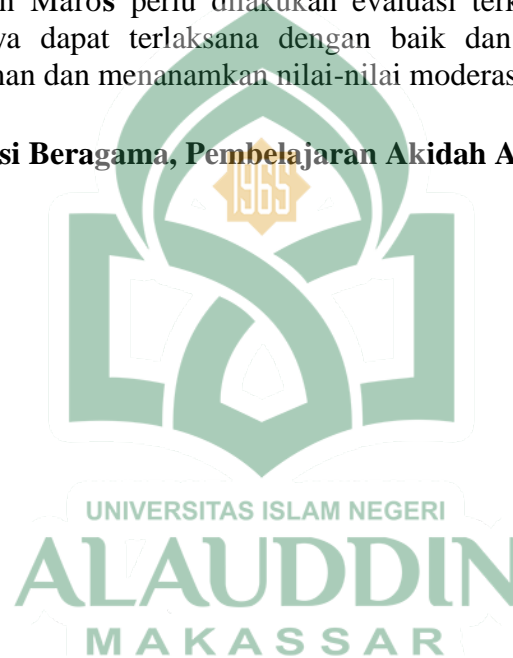 Maros perlu dilakukan evaluasi
dapat terlaksana dengan baik dan
dan menanamkan nilai-nilai
Beragama, Pembelajaran Akidah
1965
UNIVERSITAS ISLAM NEGERI
ALAUDDIN
MAKASSAR